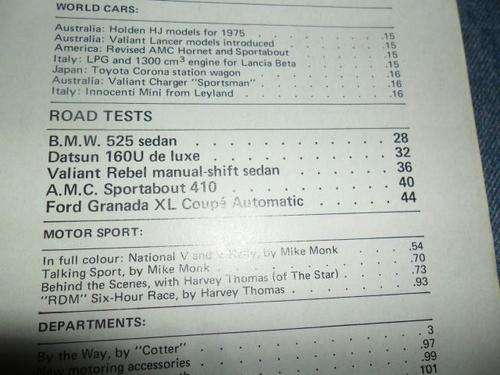 WORLD CARS:
Australia: Holden HJ models for 1975 .15
Australia: Valiant Lancer models introduced .15
America: Revised AMC Hornet and Sportabout .15
Italy: LPG and 1300 cm³ engine for Lancia Beta .15
Japan: Toyota Corona station wagon .16
Australia: Valiant Charger "Sportsman" . . . . . . .16
Italy: Innocenti Mini from Leyland . . . . . . .16
ROAD TESTS
B.M.W. 525 sedan . . . . . . . . 28
Datsun 160U de luxe . . . . . . . . 32
Valiant Rebel manual-shift sedan . . . . . 36
A.M.C. Sportabout 410 . . . . . . . 40
Ford Granada XL Coupé Automatic . . . . 44
MOTOR SPORT:
In full colour: National V and Rally, by Mike Monk . . . .54
Talking Sport, by Mike Monk . . . . . . . .70
Behind the Scenes, with Harvey Thomas (of The Star) . . . .73
"RDM" Six-Hour Race, by Harvey Thomas . . . . . .93
DEPARTMENTS:
By the Way, by "Cotter" . . . . . . . 3
New motoring accessories . . . . . . .97
.99
101